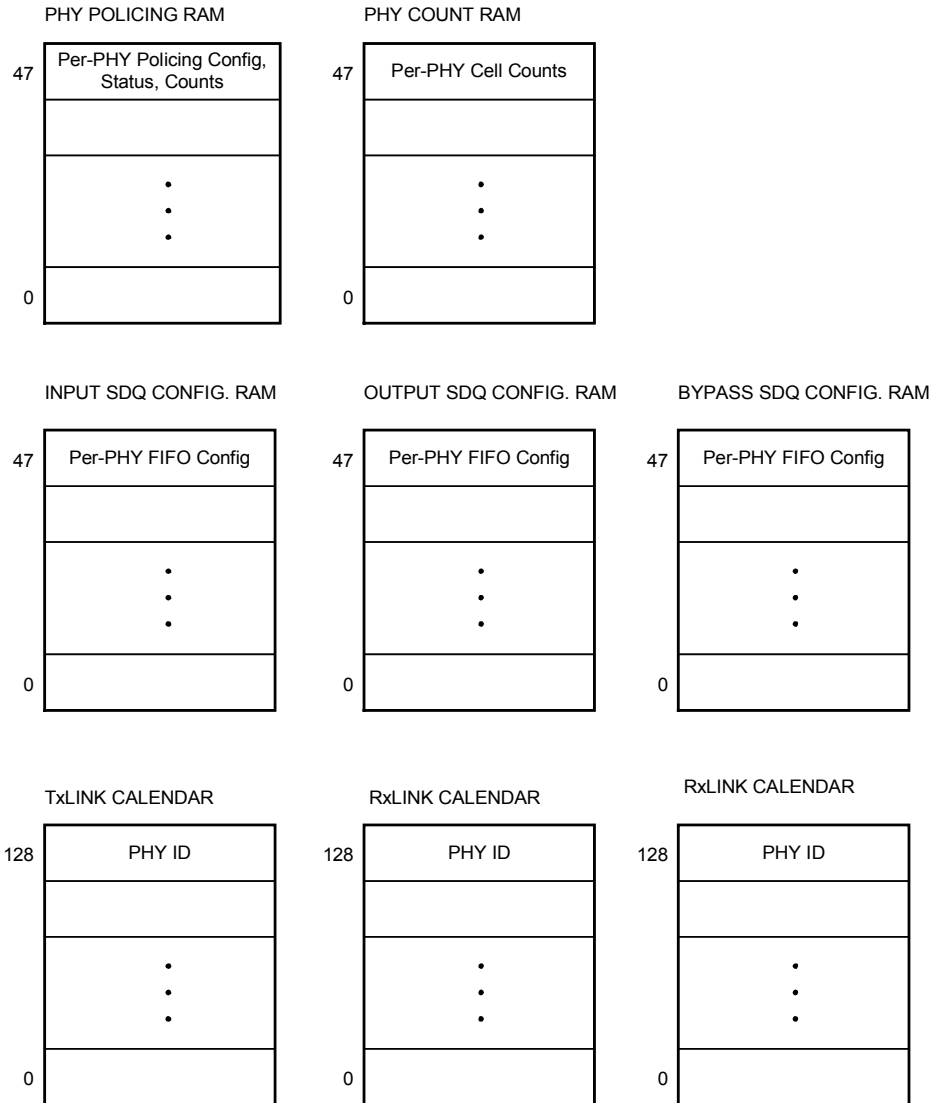 PHY POLICING RAM
PHY COUNT RAM
47
Per-PHY Policing Config,
Status, Counts
47
Per-PHY Cell Counts
0
0
INPUT SDQ CONFIG. RAM
OUTPUT SDQ CONFIG. RAM
BYPASS SDQ CONFIG. RAM
47
Per-PHY FIFO Config
47
Per-PHY FIFO Config
47
Per-PHY FIFO Config
0
0
0
TxLINK CALENDAR
RxLINK CALENDAR
RxLINK CALENDAR
128
PHY ID
128
PHY ID
128
PHY ID
0
0
0